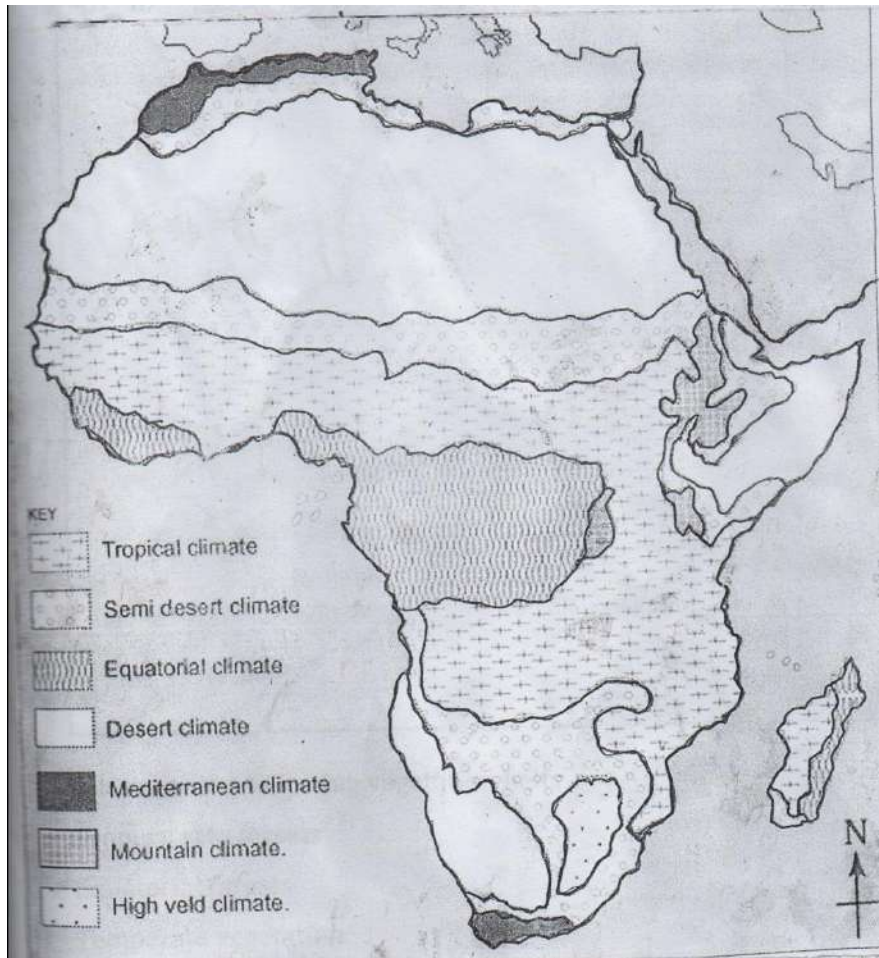 KEY
Tropical climate
Semi desert climate
Equatorial climate
Desert climate
Mediterranean climate
Mountain climate.
High veld climate.
N